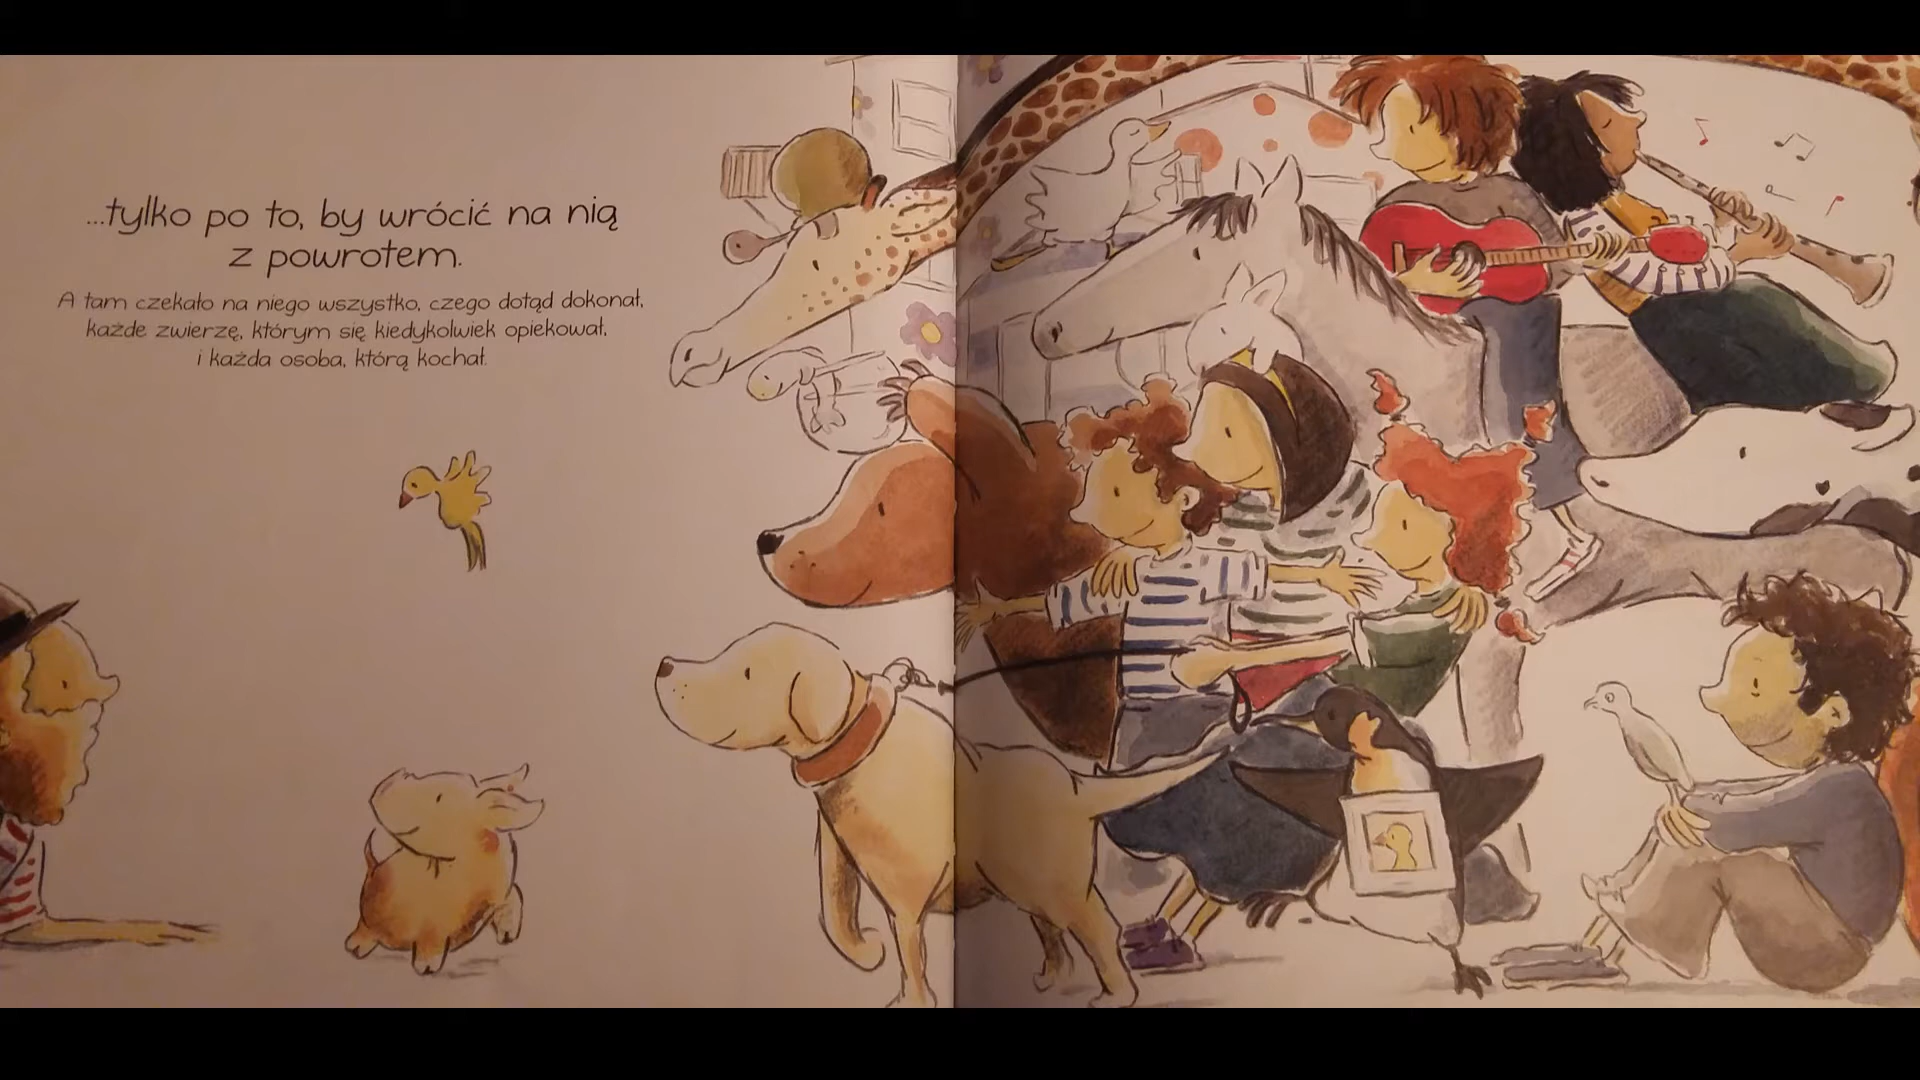 ...tylko po to, by wrócić na nią
z powrotem.
A tam czekało na niego wszystko, czego dotąd dokonał,
każde zwierzę, którym się kiedykolwiek opiekował,
i każda osoba, którą kochał.